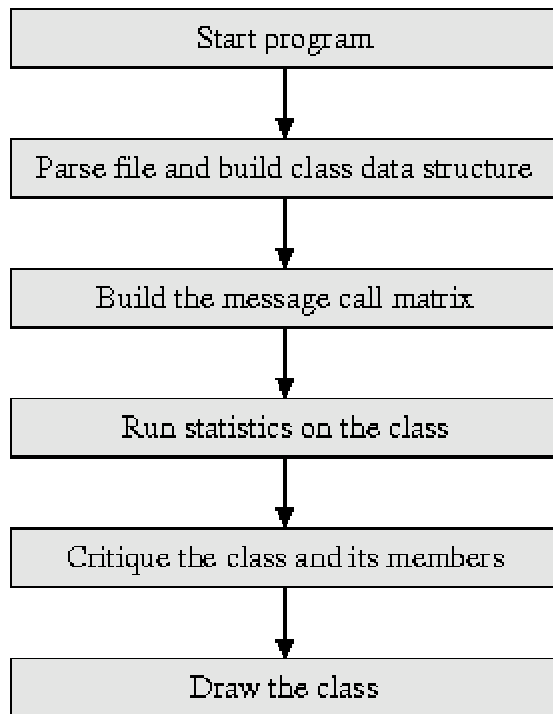 Start program
Parse file and build class data structure
Build the message call matrix
Run statistics on the class
Critique the class and its members
Draw the class